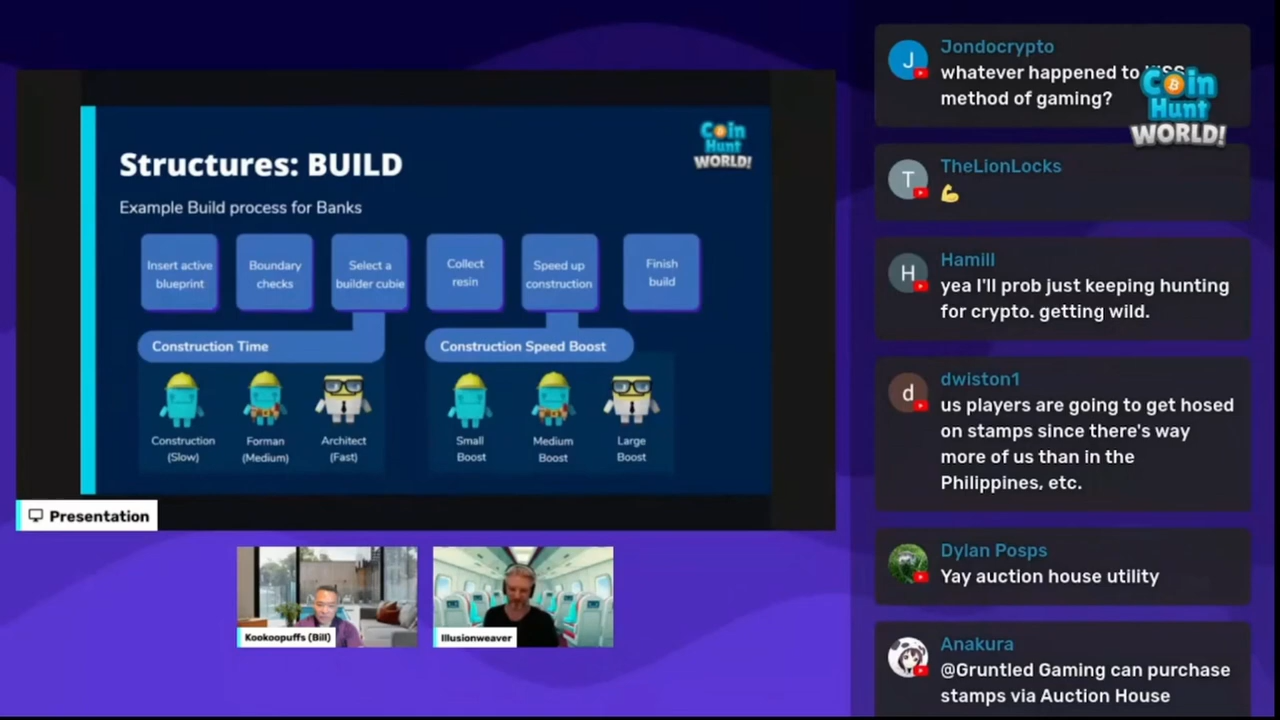 Coin
Hunt
WORLD!
Structures: BUILD
Example Build process for Banks
Insert active
blueprint
Boundary
checks
Select a
builder cubie
Collect
resin
Speed up
construction
Finish
build
Construction Time
Construction Speed Boost
Construction
(Slow)
Forman
(Medium)
Architect
(Fast)
Small
Boost
Medium
Boost
Large
Boost
Presentation
Kookoopuffs (Bill)
Illusionweaver
J
Jondocrypto
whatever happened to KISS
method of gaming?
Coin
Hunt
WORLD!
T
TheLionLocks
💪
H
Hamill
yea I'll prob just keeping hunting
for crypto. getting wild.
d
dwiston1
us players are going to get hosed
on stamps since there's way
more of us than in the
Philippines, etc.
Dylan Posps
Yay auction house utility
Anakura
@Gruntled Gaming can purchase
stamps via Auction House